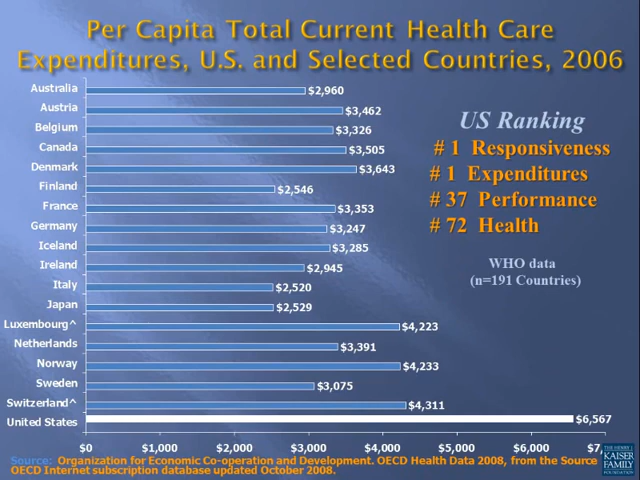 Per Capita Total Current Health Care
Expenditures, U.S. and Selected Countries, 2006
Australia $2,960
Austria $3,462
Belgium $3,326
Canada $3,505
Denmark $3,643
Finland $2,546
France $3,353
Germany $3,247
Iceland $3,285
Ireland $2,945
Italy $2,520
Japan $2,529
Luxembourg^ $4,223
Netherlands $3,391
Norway $4,233
Sweden $3,075
Switzerland^ $4,311
United States $6,567
$0 $1,000 $2,000 $3,000 $4,000 $5,000 $6,000 $7,
US Ranking
# 1 Responsiveness
# 1 Expenditures
# 37 Performance
# 72 Health
WHO data
(n=191 Countries)
Source: Organization for Economic Co-operation and Development. OECD Health Data 2008, from the Source
OECD Internet subscription database updated October 2008.
THE HENRY J.
KAISER
FAMILY
FOUNDATION